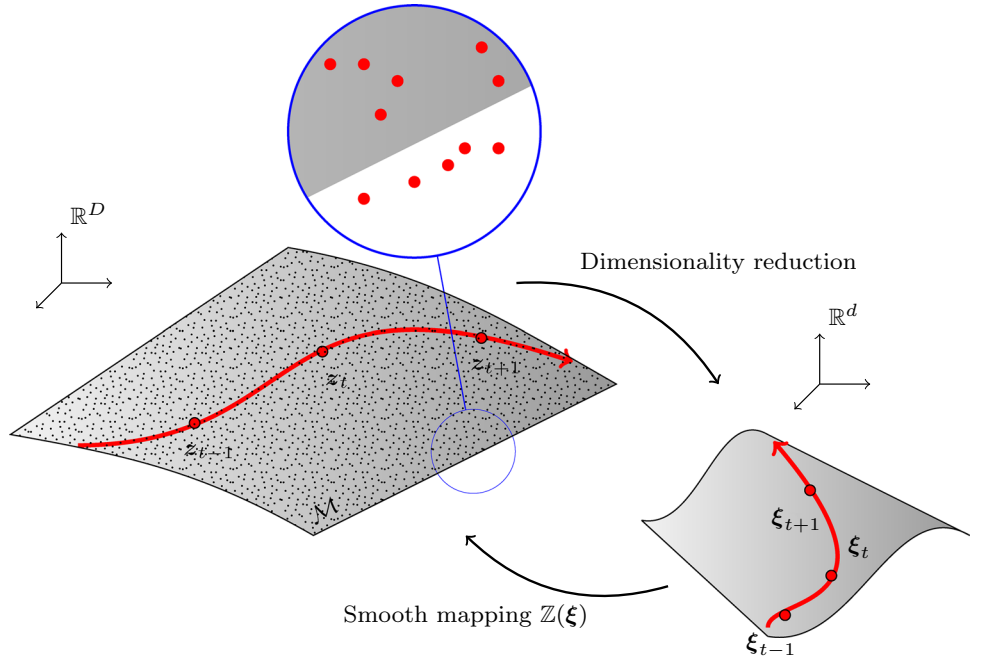 ℝ^D
Dimensionality reduction
ℝ^d
z_{t+1}
z_t
z_{t−1}
ℳ
ξ_{t+1}
ξ_t
Smooth mapping ℤ(ξ)
ξ_{t−1}